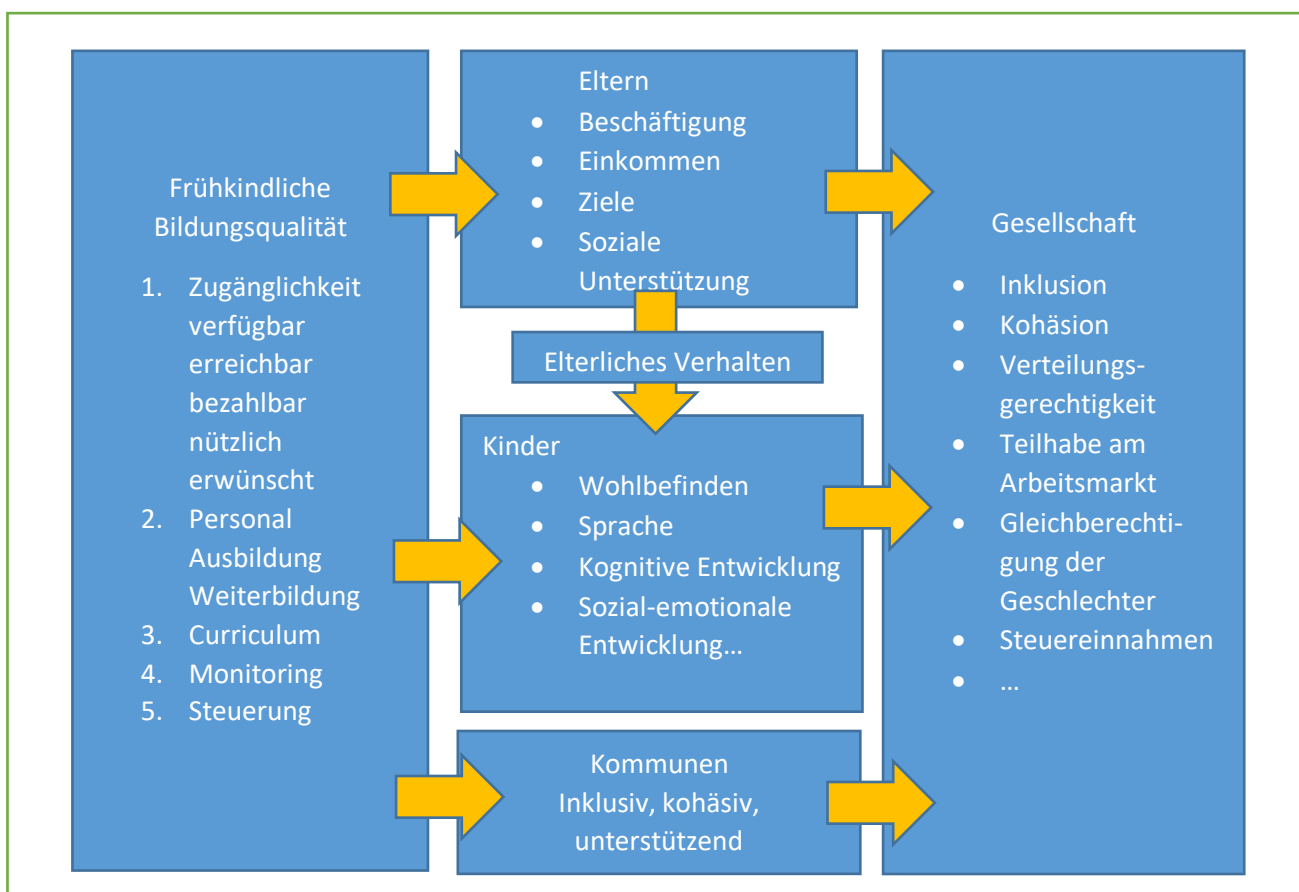 Frühkindliche
Bildungsqualität
1. Zugänglichkeit
verfügbar
erreichbar
bezahlbar
nützlich
erwünscht
2. Personal
Ausbildung
Weiterbildung
3. Curriculum
4. Monitoring
5. Steuerung
Eltern
• Beschäftigung
• Einkommen
• Ziele
• Soziale
Unterstützung
Elterliches Verhalten
Kinder
• Wohlbefinden
• Sprache
• Kognitive Entwicklung
• Sozial-emotionale
Entwicklung…
Kommunen
Inklusiv, kohäsiv,
unterstützend
Gesellschaft
• Inklusion
• Kohäsion
• Verteilungs-
gerechtigkeit
• Teilhabe am
Arbeitsmarkt
• Gleichberechti-
gung der
Geschlechter
• Steuereinnahmen
• …